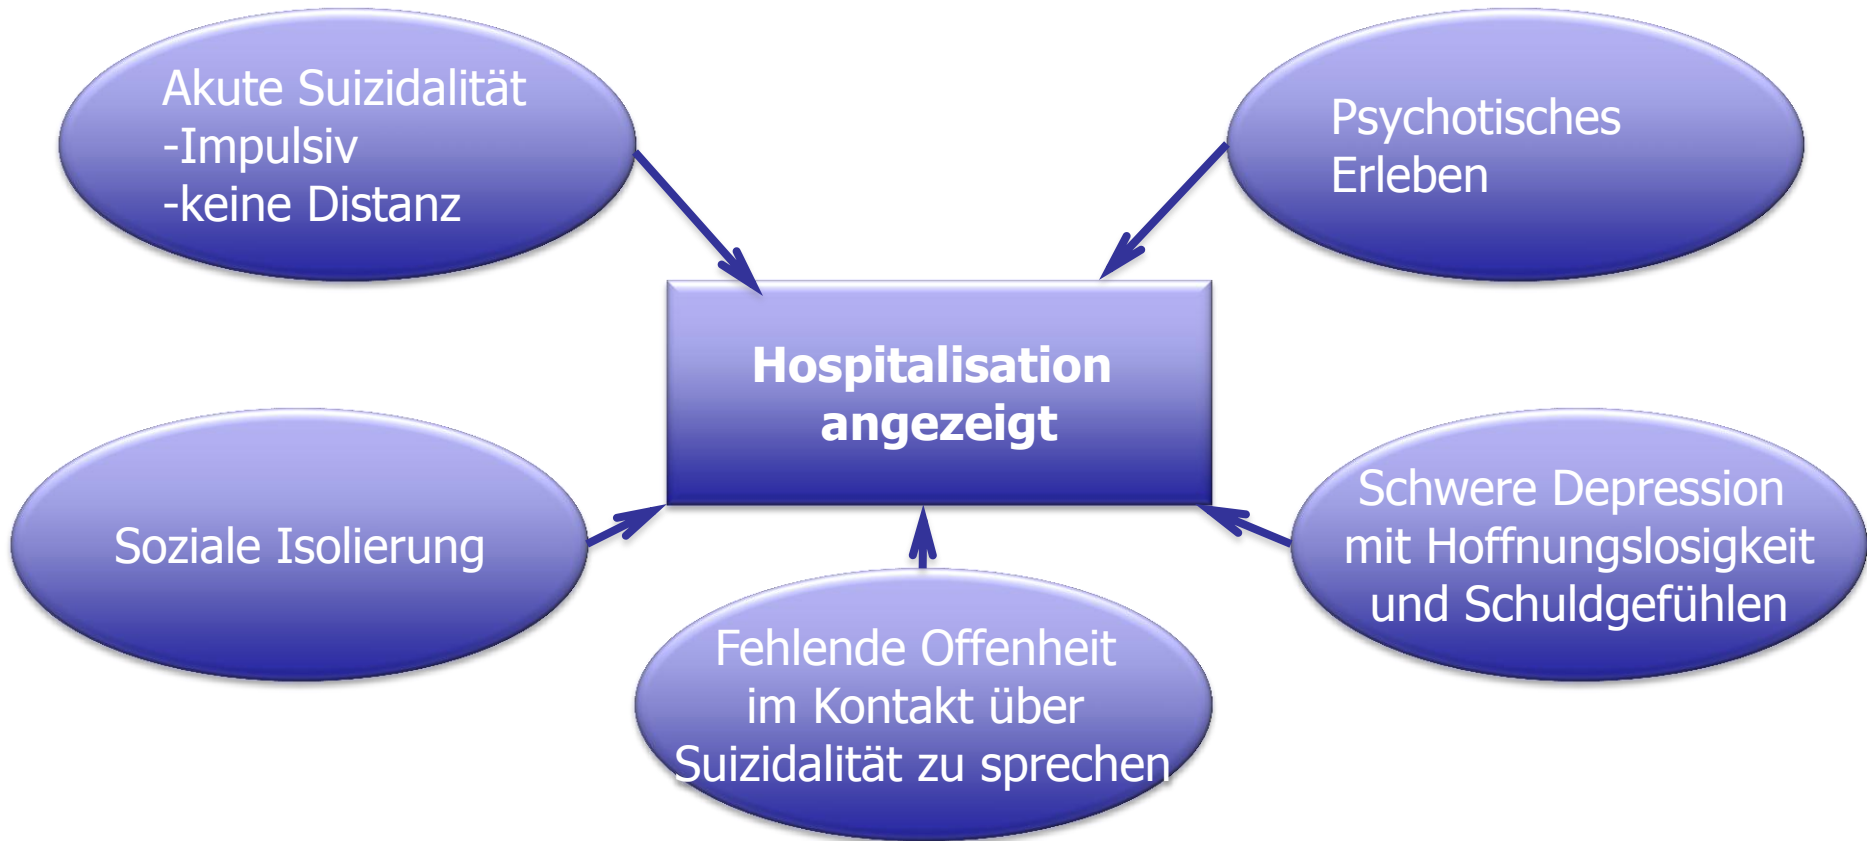 Akute Suizidalität
-Impulsiv
-keine Distanz
Psychotisches
Erleben
Hospitalisation
angezeigt
Soziale Isolierung
Schwere Depression
mit Hoffnungslosigkeit
und Schuldgefühlen
Fehlende Offenheit
im Kontakt über
Suizidalität zu sprechen